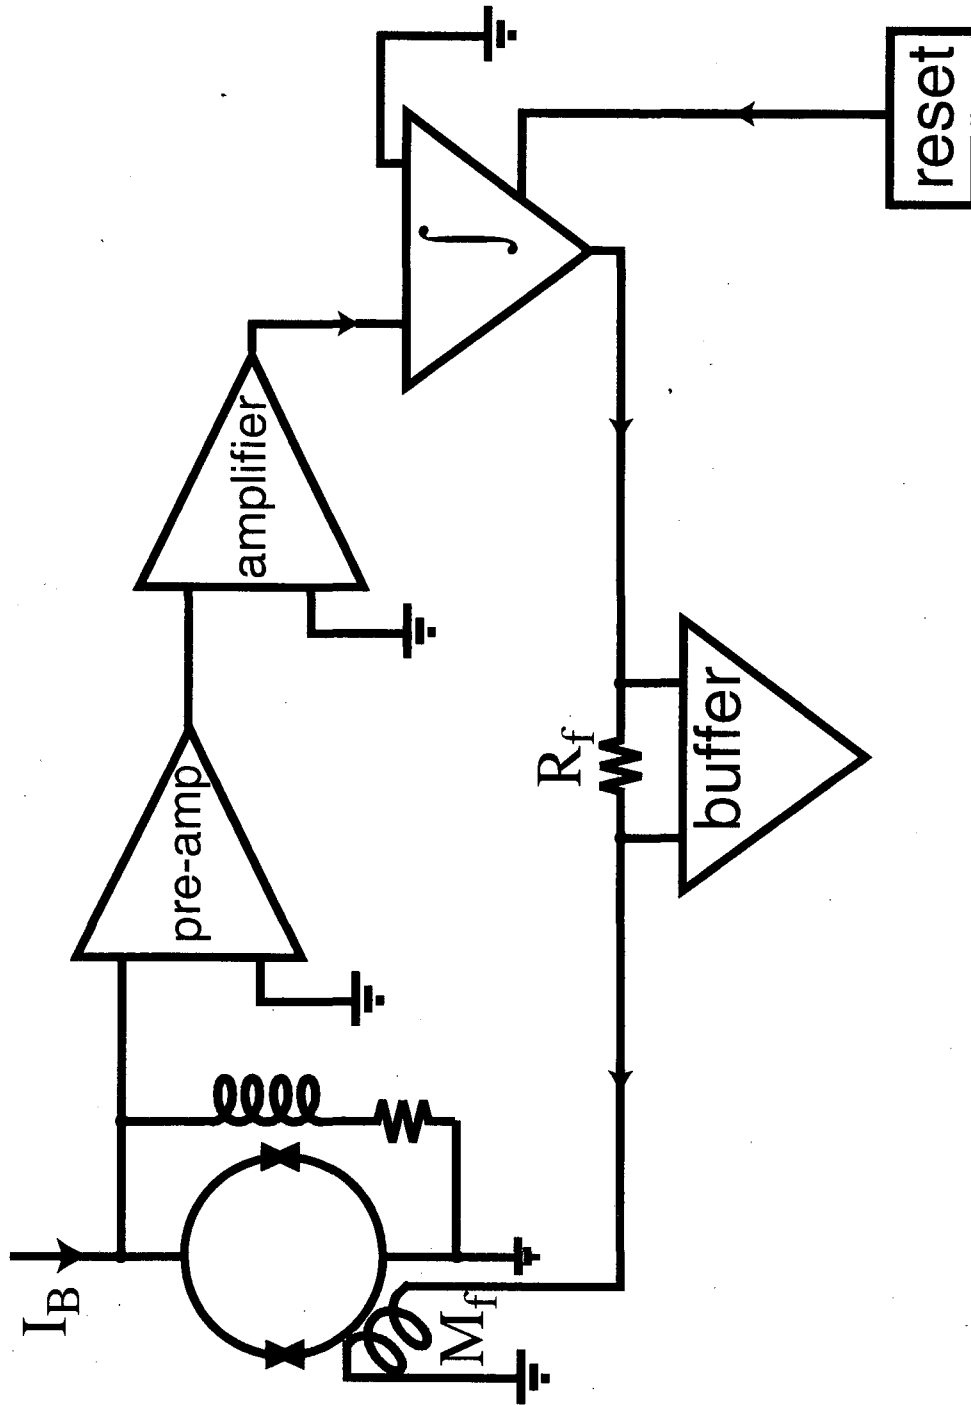 I_B
pre-amp
amplifier
∫
reset
R_f
buffer
M_f